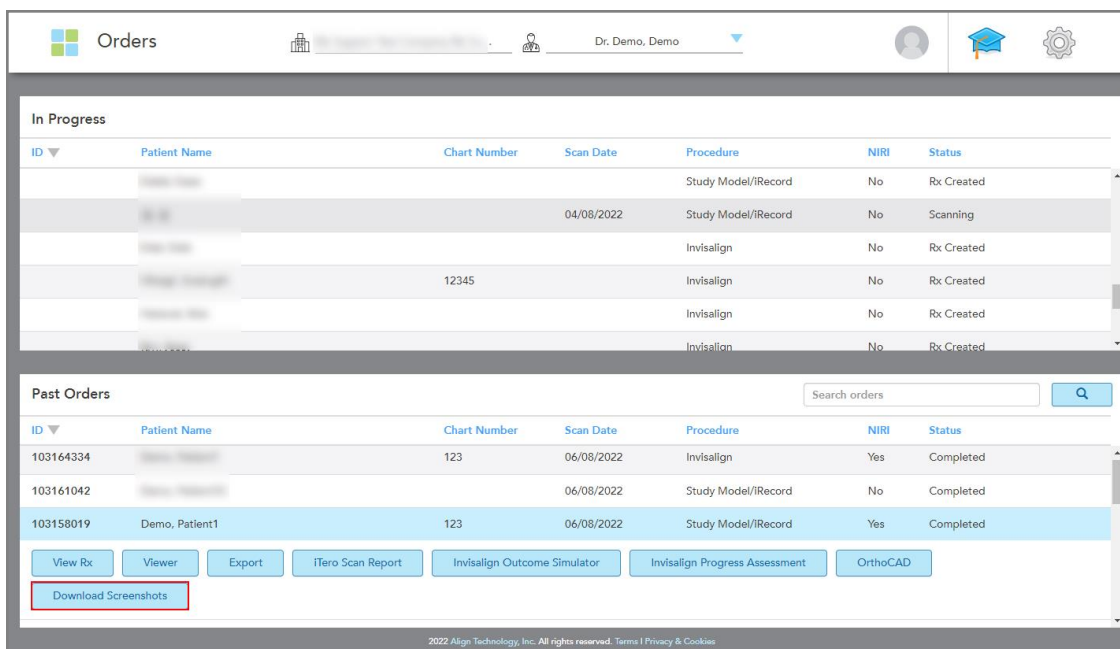 Orders Dr. Demo, Demo
In Progress
ID Patient Name Chart Number Scan Date Procedure NIRI Status
Study Model/iRecord No Rx Created
04/08/2022 Study Model/iRecord No Scanning
Invisalign No Rx Created
12345 Invisalign No Rx Created
Invisalign No Rx Created
Invisalign No Rx Created
Past Orders Search orders
ID Patient Name Chart Number Scan Date Procedure NIRI Status
103164334 123 06/08/2022 Invisalign Yes Completed
103161042 06/08/2022 Study Model/iRecord No Completed
103158019 Demo, Patient1 123 06/08/2022 Study Model/iRecord Yes Completed
View Rx Viewer Export iTero Scan Report Invisalign Outcome Simulator Invisalign Progress Assessment OrthoCAD
Download Screenshots
2022 Align Technology, Inc. All rights reserved. Terms | Privacy & Cookies